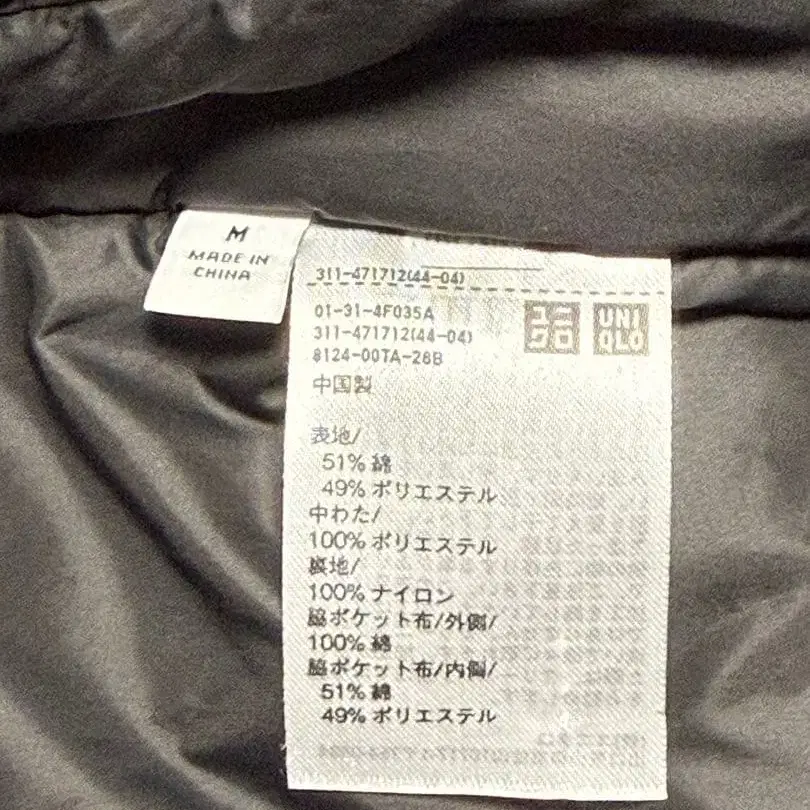 M
MADE IN
CHINA
311-471712(44-04)
01-31-4F035A
311-471712(44-04)
8124-00TA-28B
ユニ
クロ
UNI
QLO
中国製
表地/
51% 綿
49% ポリエステル
中わた/
100% ポリエステル
裏地/
100% ナイロン
脇ポケット布/外側/
100% 綿
脇ポケット布/内側/
51% 綿
49% ポリエステル